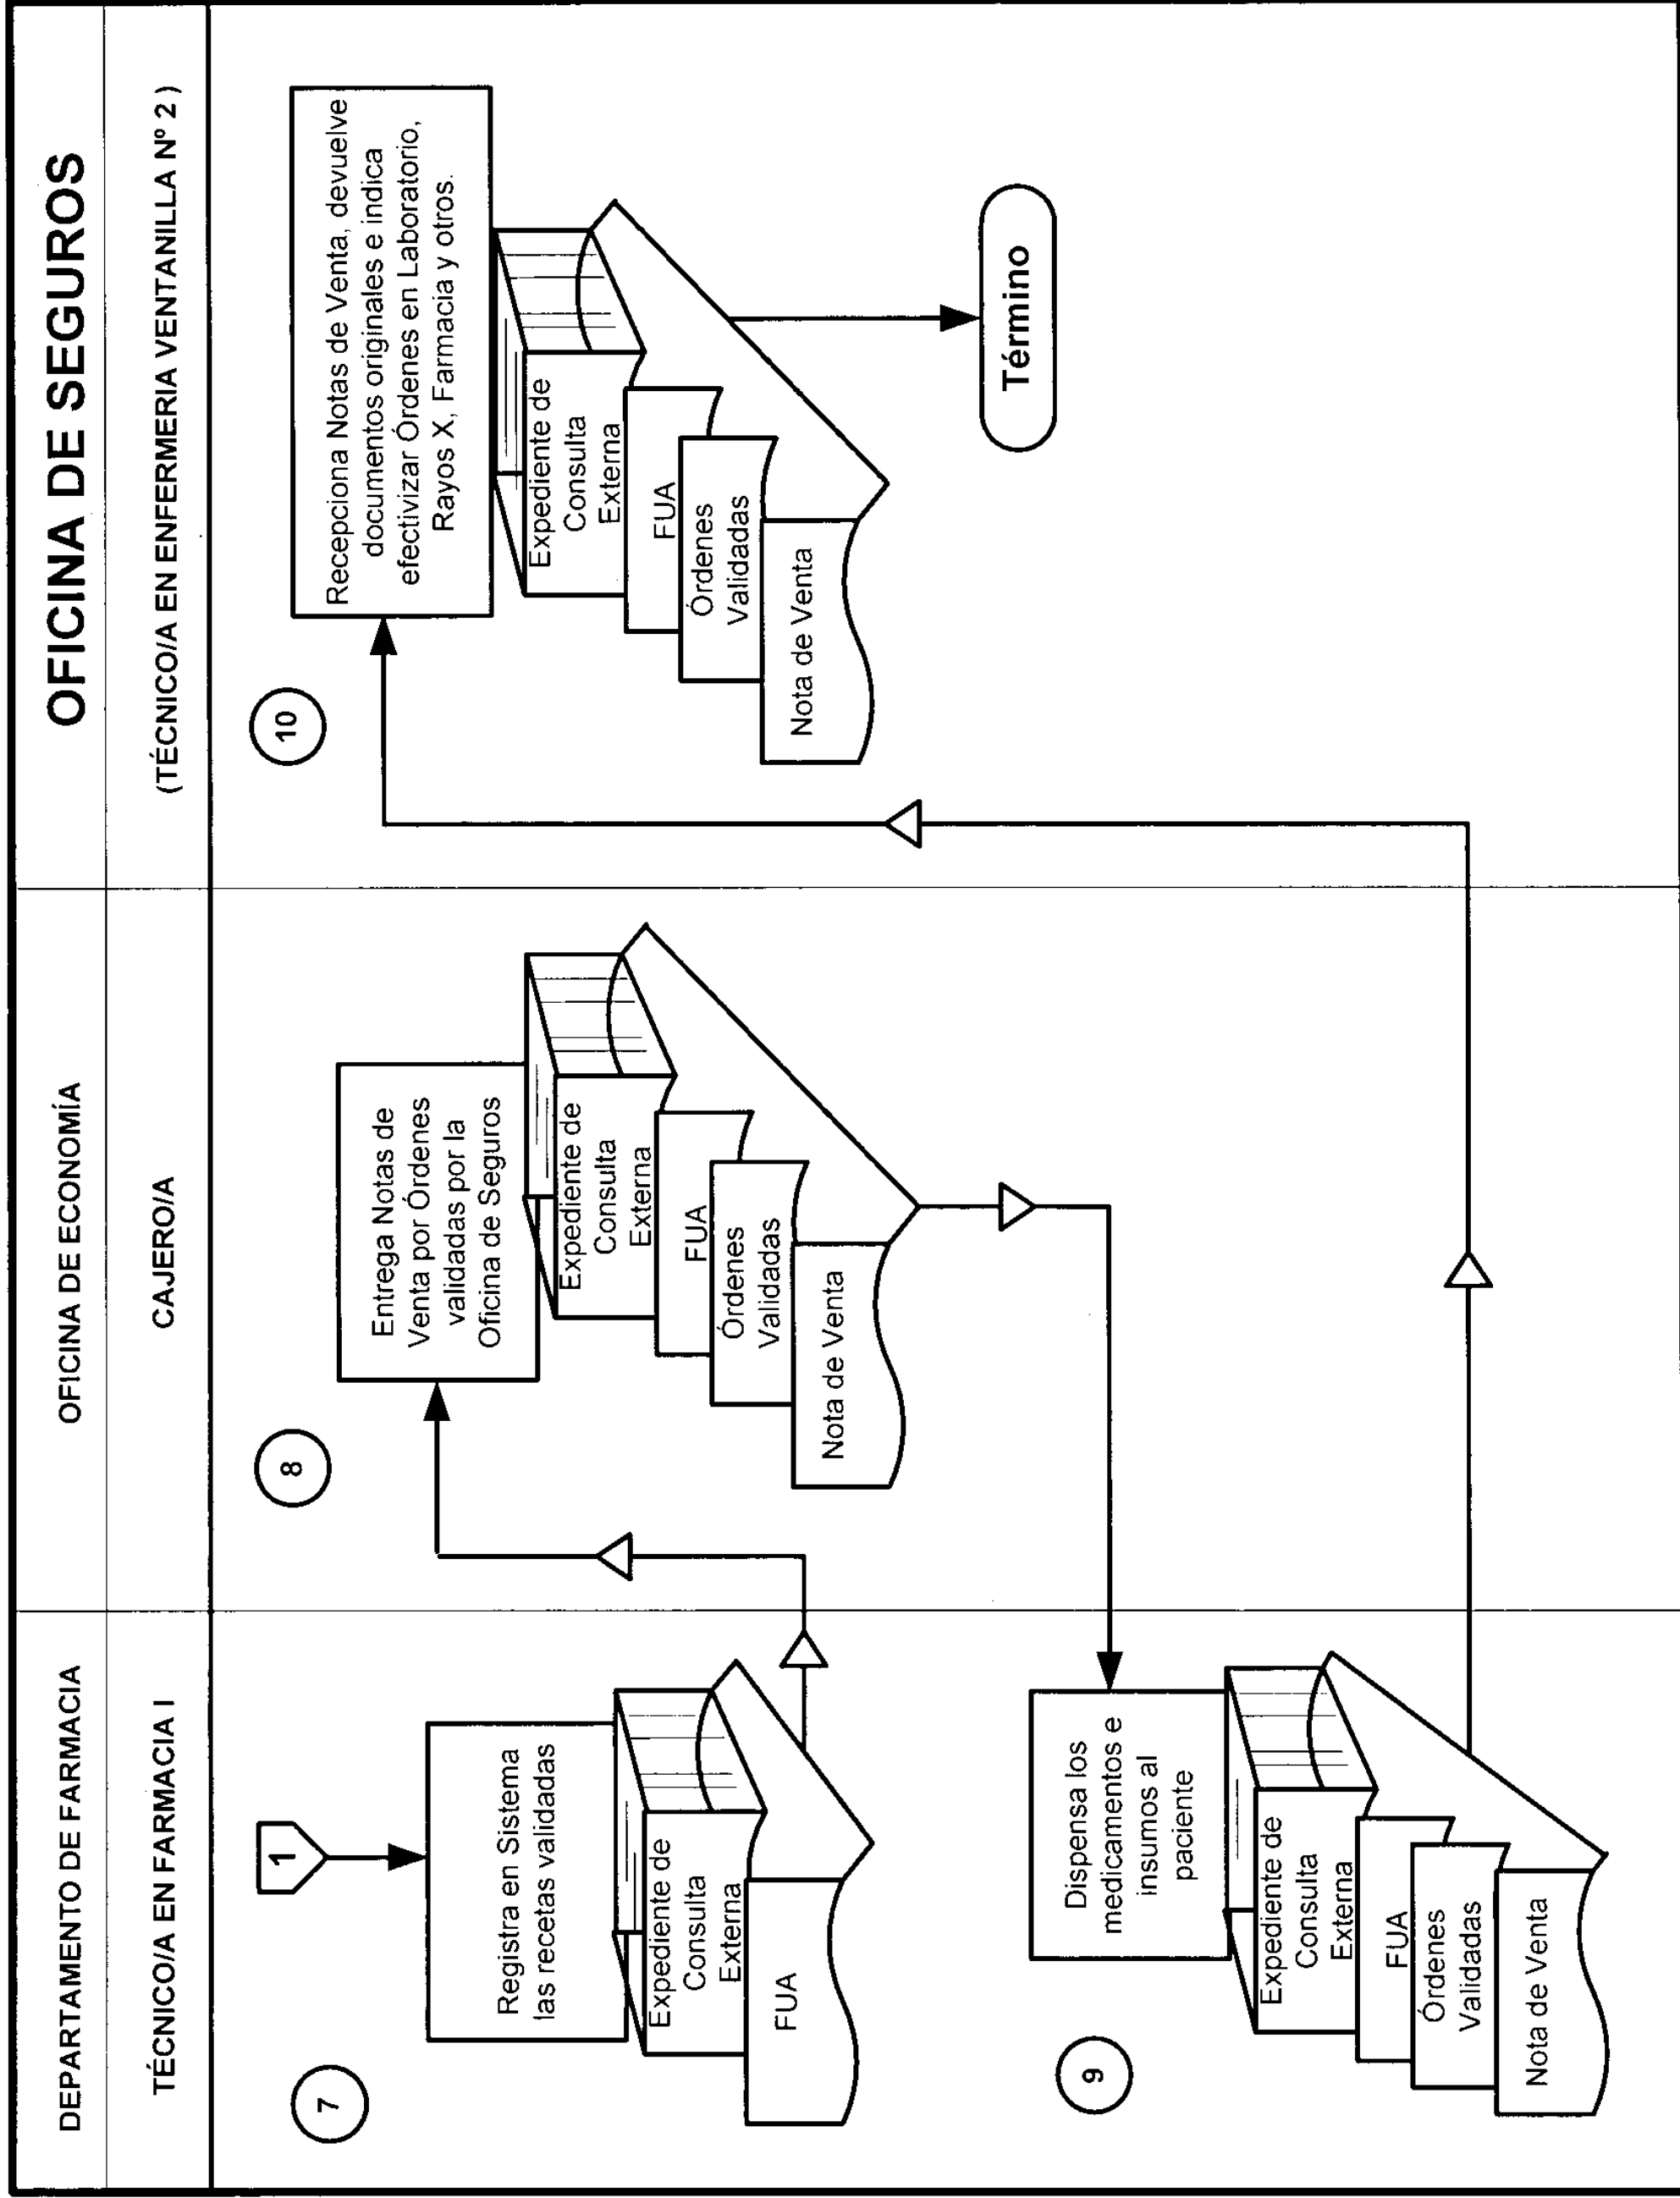 DEPARTAMENTO DE FARMACIA
OFICINA DE ECONOMÍA
OFICINA DE SEGUROS
TÉCNICO/A EN FARMACIA I
CAJERO/A
(TÉCNICO/A EN ENFERMERIA VENTANILLA Nº 2 )
1
7
Registra en Sistema
las recetas validadas
Expediente de
Consulta
Externa
FUA
8
Entrega Notas de
Venta por Órdenes
validadas por la
Oficina de Seguros
Expediente de
Consulta
Externa
FUA
Órdenes
Validadas
Nota de Venta
9
Dispensa los
medicamentos e
insumos al
paciente
Expediente de
Consulta
Externa
FUA
Órdenes
Validadas
Nota de Venta
10
Recepciona Notas de Venta, devuelve
documentos originales e indica
efectivizar Órdenes en Laboratorio,
Rayos X, Farmacia y otros.
Expediente de
Consulta
Externa
FUA
Órdenes
Validadas
Nota de Venta
Término